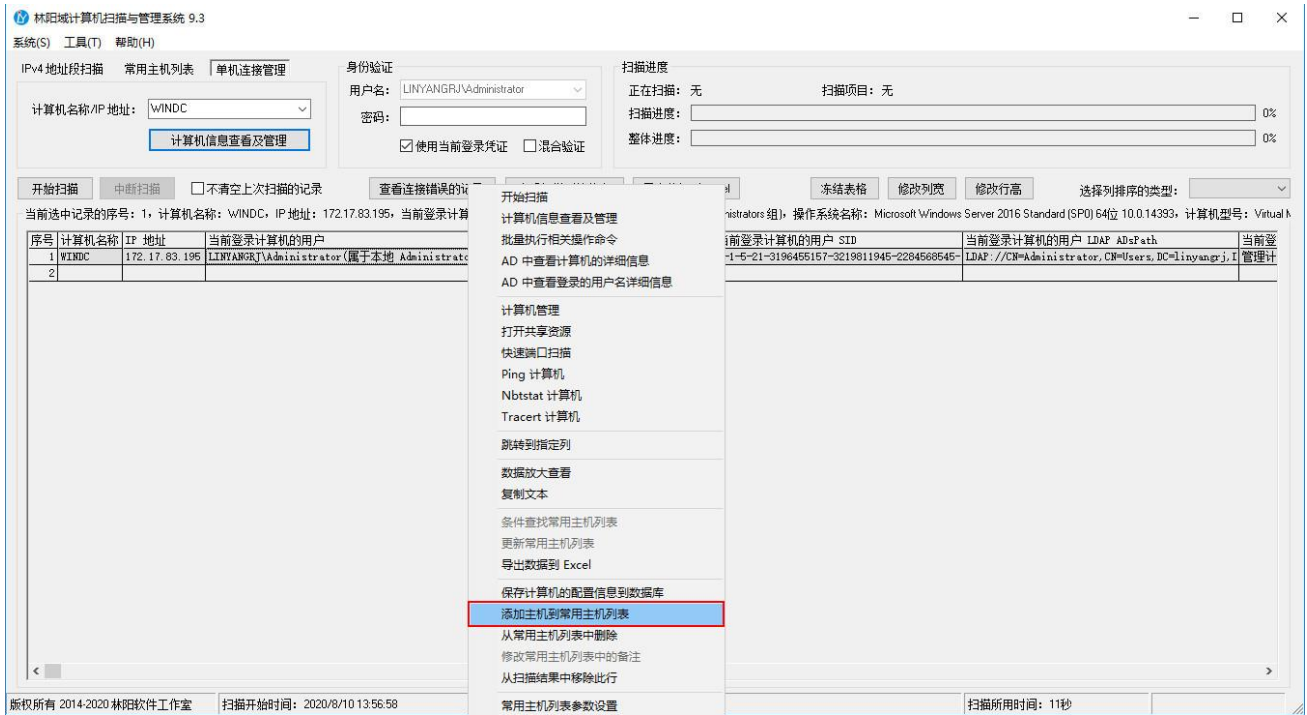 林阳域计算机扫描与管理系统 9.3
系统(S) 工具(T) 帮助(H)
IPv4 地址段扫描 常用主机列表 单机连接管理
计算机名称/IP 地址: WINDC
计算机信息查看及管理
身份验证
用户名: LINYANGRJ\Administrator
密码:
使用当前登录凭证 混合验证
扫描进度
正在扫描: 无 扫描项目: 无
扫描进度: 0%
整体进度: 0%
开始扫描 中断扫描 不清空上次扫描的记录 查看连接错误的 冻结表格 修改列宽 修改行高 选择列排序的类型:
当前选中记录的序号: 1, 计算机名称: WINDC, IP 地址: 172.17.83.195, 当前登录计算 istrators 组), 操作系统名称: Microsoft Windows Server 2016 Standard (SP0) 64位 10.0.14393, 计算机型号: Virtual
序号 计算机名称 IP 地址 当前登录计算机的用户 前登录计算机的用户 SID 当前登录计算机的用户 LDAP ADsPath 当前登
1 WINDC 172.17.83.195 LINYANGRJ\Administrator(属于本地 Administrato -1-5-21-3196455157-3219811945-2284568545- LDAP://CN=Administrator,CN=Users,DC=linyangrj, 管理计
2
开始扫描
计算机信息查看及管理
批量执行相关操作命令
AD 中查看计算机的详细信息
AD 中查看登录的用户名详细信息
计算机管理
打开共享资源
快速端口扫描
Ping 计算机
Nbtstat 计算机
Tracert 计算机
跳转到指定列
数据放大查看
复制文本
条件查找常用主机列表
更新常用主机列表
导出数据到 Excel
保存计算机的配置信息到数据库
添加主机到常用主机列表
从常用主机列表中删除
修改常用主机列表中的备注
从扫描结果中移除此行
常用主机列表参数设置
版权所有 2014-2020 林阳软件工作室 扫描开始时间: 2020/8/10 13:56:58 扫描所用时间: 11秒